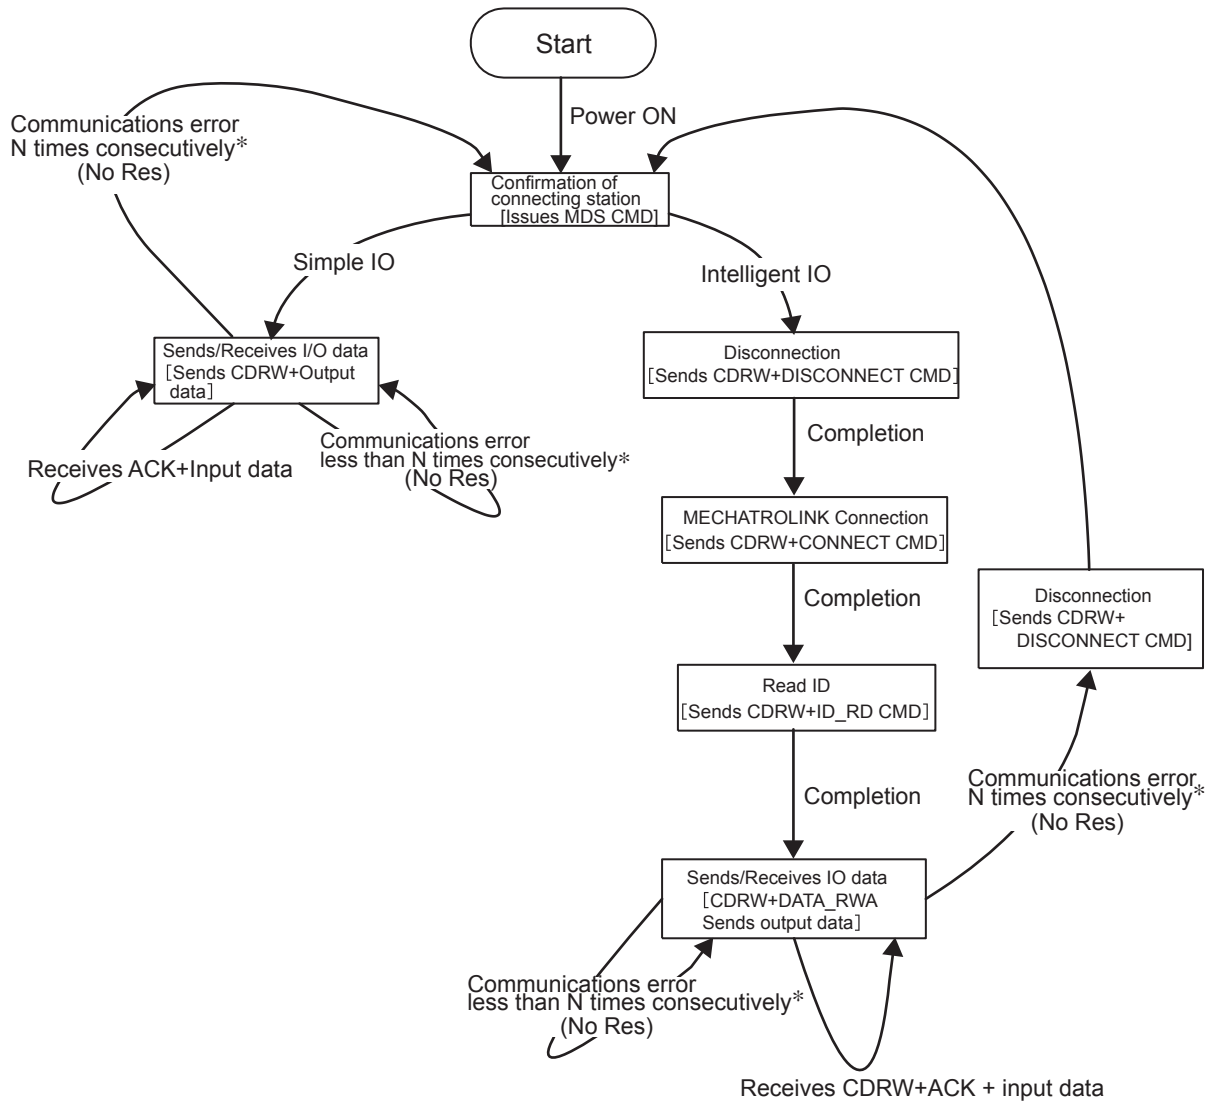 Start
Power ON
Communications error
N times consecutively*
(No Res)
Confirmation of
connecting station
[Issues MDS CMD]
Simple IO
Intelligent IO
Sends/Receives I/O data
[Sends CDRW+Output
data]
Receives ACK+Input data
Communications error
less than N times consecutively*
(No Res)
Disconnection
[Sends CDRW+DISCONNECT CMD]
Completion
MECHATROLINK Connection
[Sends CDRW+CONNECT CMD]
Completion
Disconnection
[Sends CDRW+
DISCONNECT CMD]
Read ID
[Sends CDRW+ID_RD CMD]
Completion
Communications error
N times consecutively*
(No Res)
Sends/Receives IO data
[CDRW+DATA_RWA
Sends output data]
Communications error
less than N times consecutively*
(No Res)
Receives CDRW+ACK + input data